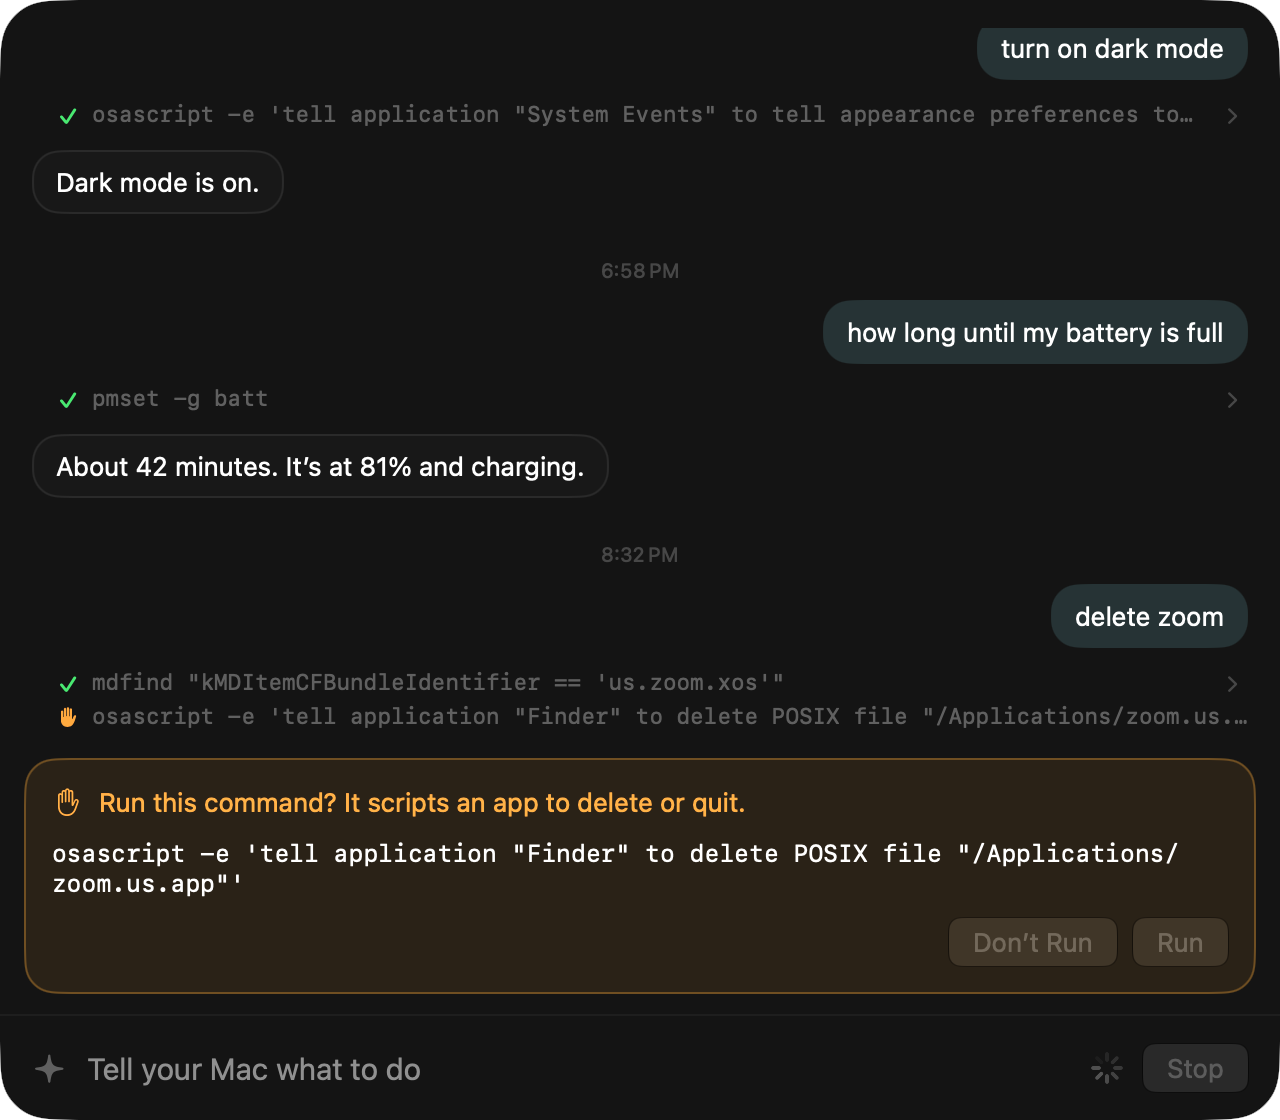 turn on dark mode
osascript -e 'tell application "System Events" to tell appearance preferences to…
Dark mode is on.
6:58 PM
how long until my battery is full
pmset -g batt
About 42 minutes. It’s at 81% and charging.
8:32 PM
delete zoom
mdfind "kMDItemCFBundleIdentifier == 'us.zoom.xos'"
osascript -e 'tell application "Finder" to delete POSIX file "/Applications/zoom.us.…
Run this command? It scripts an app to delete or quit.
osascript -e 'tell application "Finder" to delete POSIX file "/Applications/
zoom.us.app"'
Don’t Run
Run
Tell your Mac what to do
Stop